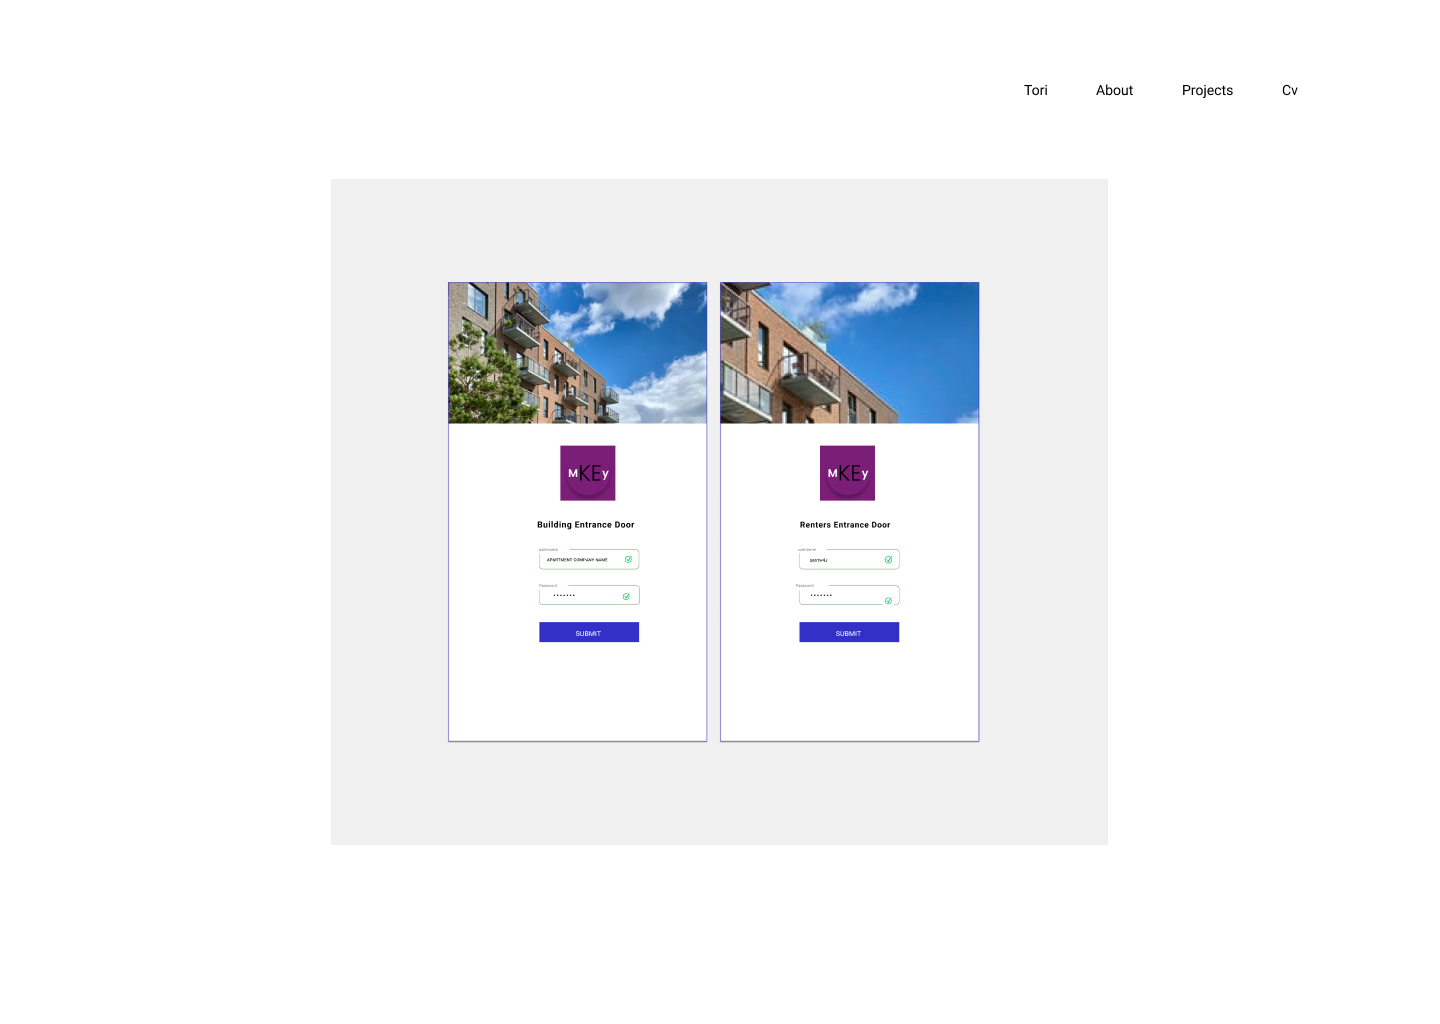 Tori About Projects Cv
MKEy
Building Entrance Door
username
APARTMENT COMPANY NAME
Password
SUBMIT
MKEy
Renters Entrance Door
username
Password
SUBMIT